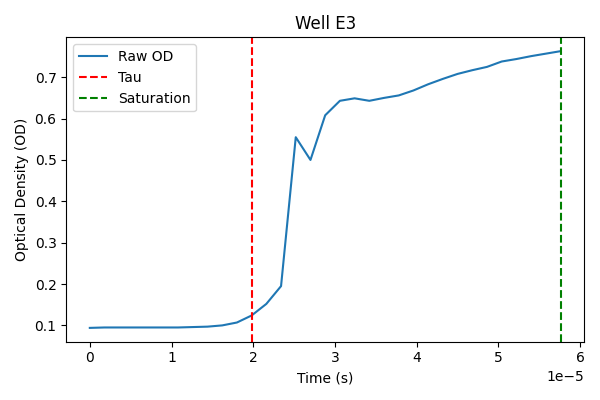 Well E3
Raw OD
Tau
Saturation
Optical Density (OD)
0.7
0.6
0.5
0.4
0.3
0.2
0.1
0 1 2 3 4 5 6
1e−5
Time (s)